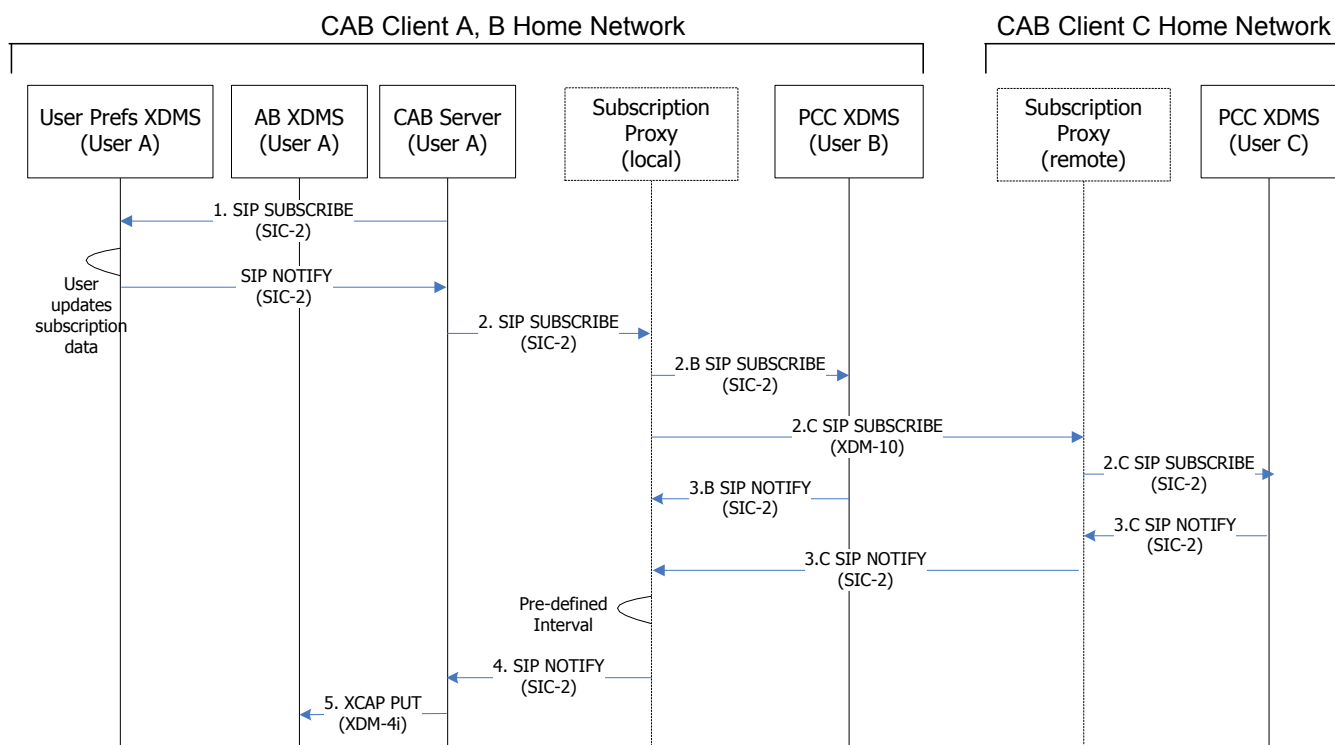 CAB Client A, B Home Network
CAB Client C Home Network
User Prefs XDMS
(User A)
AB XDMS
(User A)
CAB Server
(User A)
Subscription
Proxy
(local)
PCC XDMS
(User B)
Subscription
Proxy
(remote)
PCC XDMS
(User C)
1. SIP SUBSCRIBE
(SIC-2)
User
updates
subscription
data
SIP NOTIFY
(SIC-2)
2. SIP SUBSCRIBE
(SIC-2)
2.B SIP SUBSCRIBE
(SIC-2)
2.C SIP SUBSCRIBE
(XDM-10)
2.C SIP SUBSCRIBE
(SIC-2)
3.B SIP NOTIFY
(SIC-2)
3.C SIP NOTIFY
(SIC-2)
3.C SIP NOTIFY
(SIC-2)
Pre-defined
Interval
4. SIP NOTIFY
(SIC-2)
5. XCAP PUT
(XDM-4i)